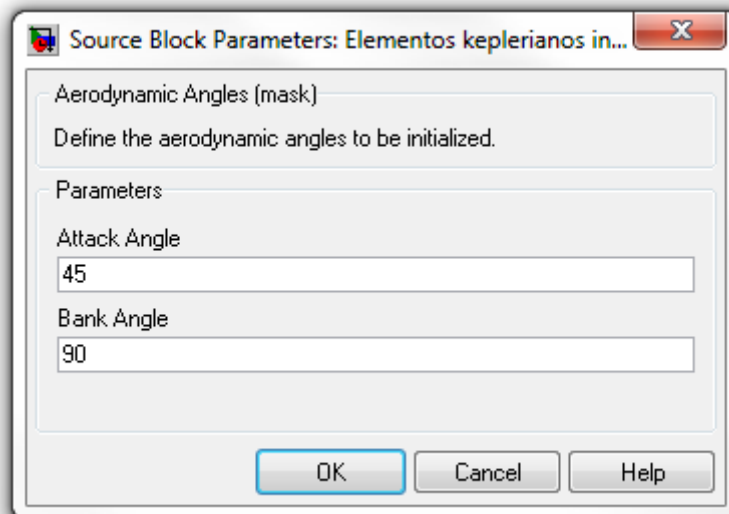 Source Block Parameters: Elementos keplerianos in...
Aerodynamic Angles (mask)
Define the aerodynamic angles to be initialized.
Parameters
Attack Angle
45
Bank Angle
90
OK Cancel Help